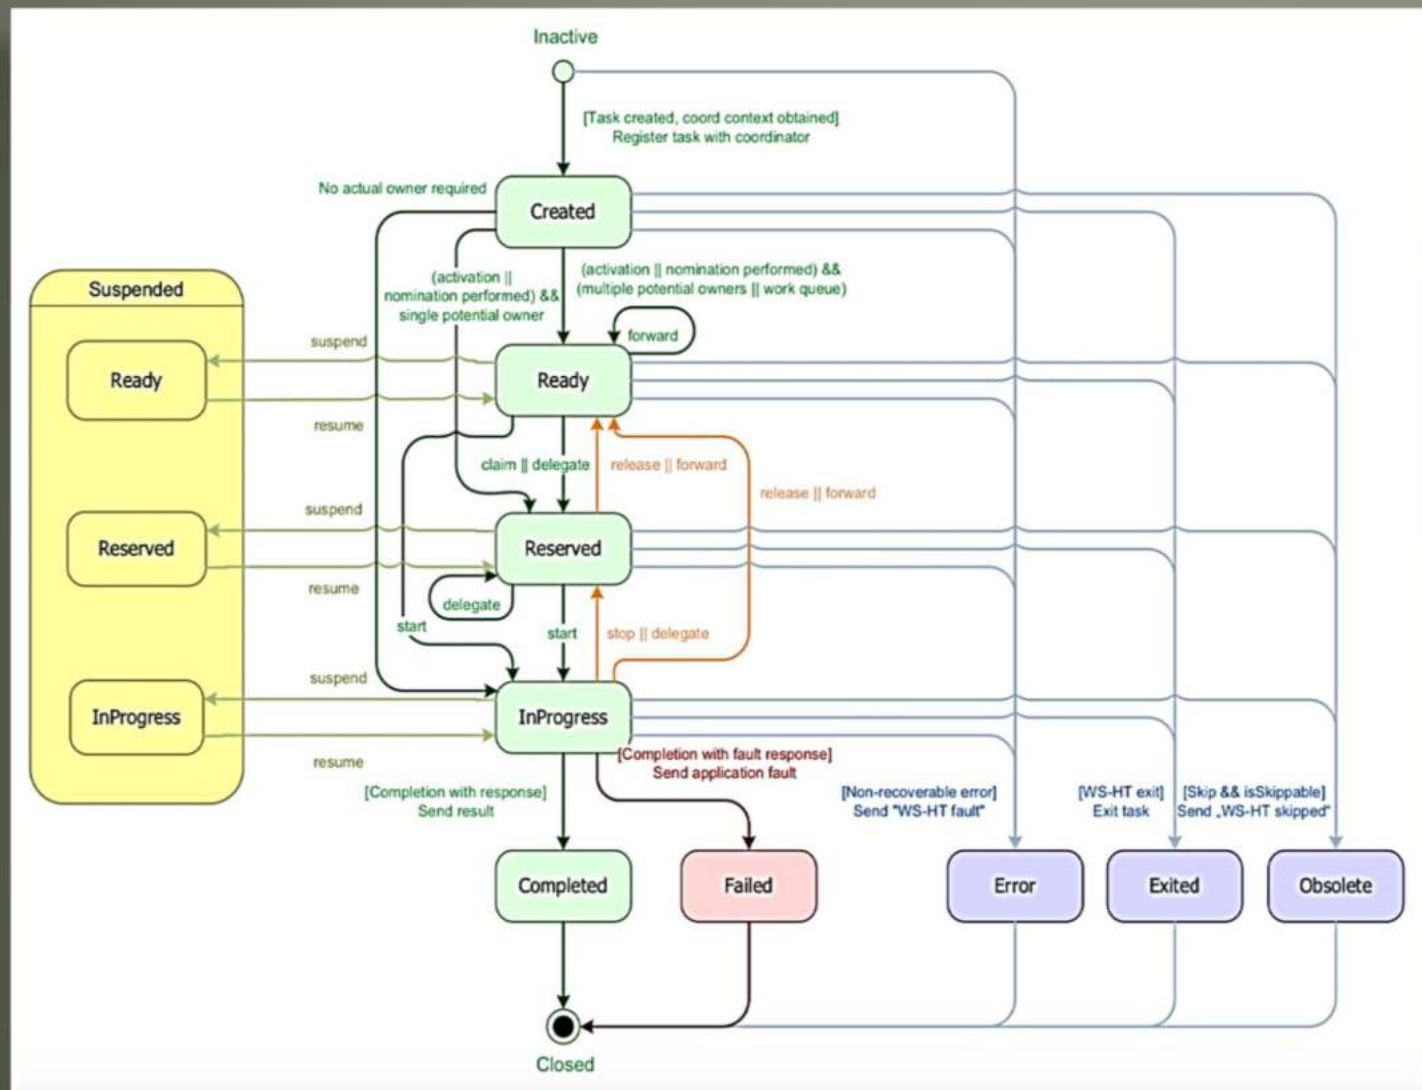 Inactive
[Task created, coord context obtained]
Register task with coordinator
No actual owner required
Created
(activation ||
nomination performed) &&
single potential owner
(activation || nomination performed) &&
(multiple potential owners || work queue)
Suspended
forward
suspend
Ready
Ready
resume
claim || delegate
release || forward
release || forward
suspend
Reserved
Reserved
resume
delegate
start
start
stop || delegate
suspend
InProgress
InProgress
resume
[Completion with fault response]
Send application fault
[Completion with response]
Send result
[Non-recoverable error]
Send "WS-HT fault"
[WS-HT exit]
Exit task
[Skip && isSkippable]
Send „WS-HT skipped"
Completed
Failed
Error
Exited
Obsolete
Closed